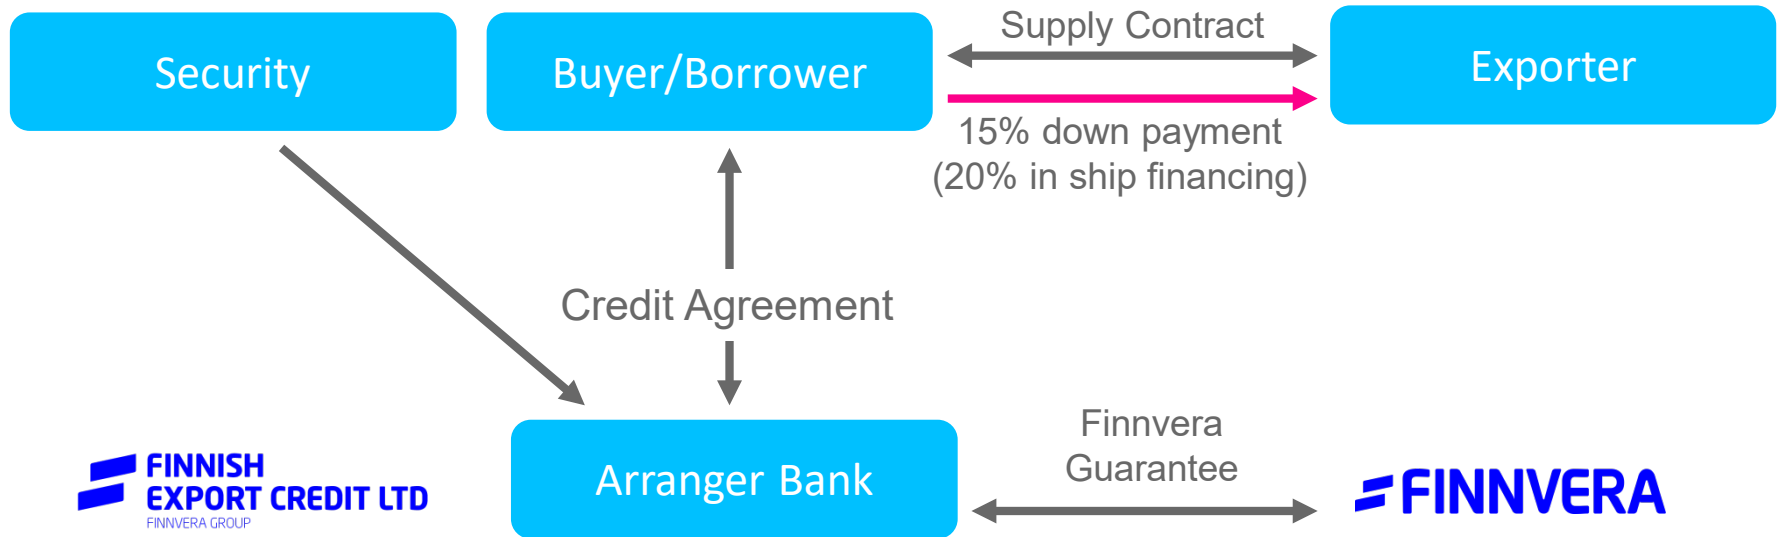 Security
Buyer/Borrower
Supply Contract
Exporter
15% down payment
(20% in ship financing)
Credit Agreement
FINNISH
EXPORT CREDIT LTD
FINNVERA GROUP
Arranger Bank
Finnvera
Guarantee
FINNVERA